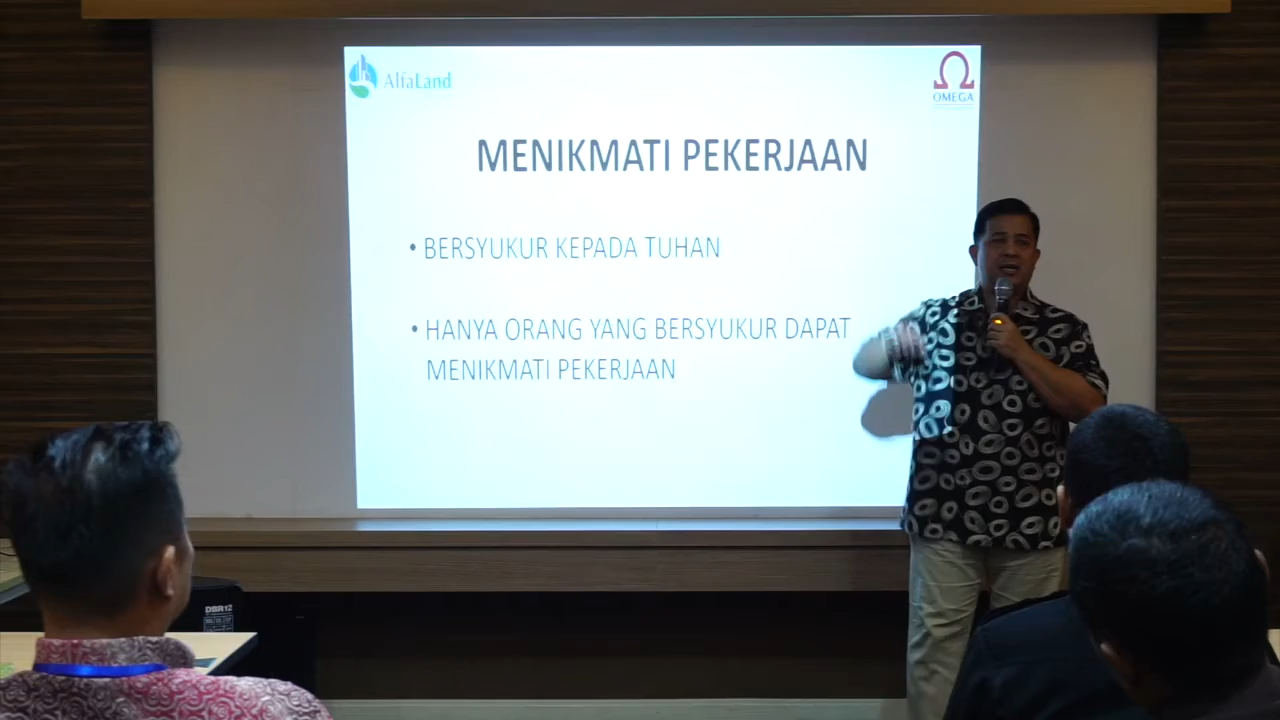 AlfaLand
OMEGA
MENIKMATI PEKERJAAN
• BERSYUKUR KEPADA TUHAN
• HANYA ORANG YANG BERSYUKUR DAPAT
MENIKMATI PEKERJAAN
DBR12